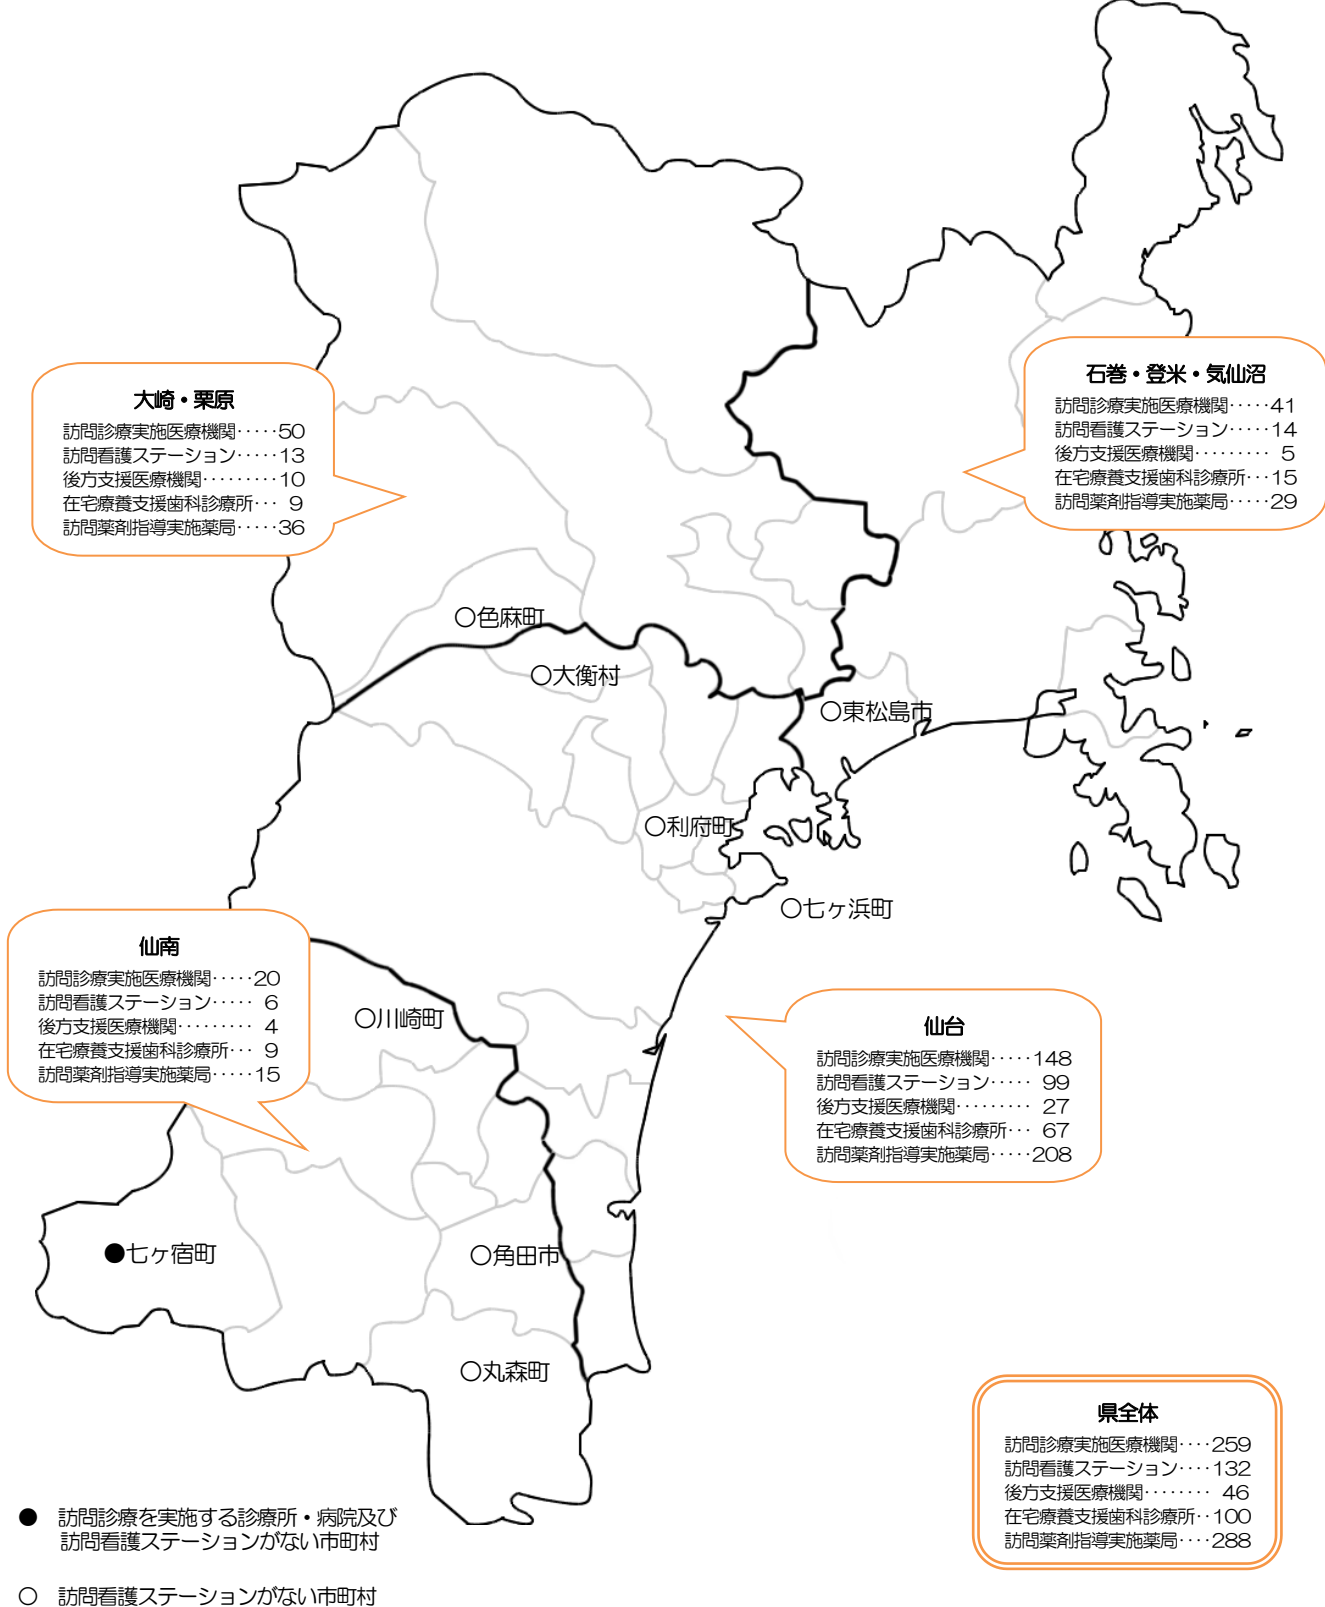 大崎・栗原
訪問診療実施医療機関・・・・・50
訪問看護ステーション・・・・・13
後方支援医療機関・・・・・・・・・10
在宅療養支援歯科診療所・・・ 9
訪問薬剤指導実施薬局・・・・・36
石巻・登米・気仙沼
訪問診療実施医療機関・・・・・41
訪問看護ステーション・・・・・14
後方支援医療機関・・・・・・・・・ 5
在宅療養支援歯科診療所・・・15
訪問薬剤指導実施薬局・・・・・29
○色麻町
○大衡村
○東松島市
○利府町
○七ヶ浜町
仙南
訪問診療実施医療機関・・・・・20
訪問看護ステーション・・・・・ 6
後方支援医療機関・・・・・・・・・ 4
在宅療養支援歯科診療所・・・ 9
訪問薬剤指導実施薬局・・・・・15
○川崎町
仙台
訪問診療実施医療機関・・・・・148
訪問看護ステーション・・・・・ 99
後方支援医療機関・・・・・・・・・ 27
在宅療養支援歯科診療所・・・ 67
訪問薬剤指導実施薬局・・・・・208
●七ヶ宿町
○角田市
○丸森町
県全体
訪問診療実施医療機関・・・・259
訪問看護ステーション・・・・132
後方支援医療機関・・・・・・・・ 46
在宅療養支援歯科診療所・・100
訪問薬剤指導実施薬局・・・・288
● 訪問診療を実施する診療所・病院及び
訪問看護ステーションがない市町村
○ 訪問看護ステーションがない市町村